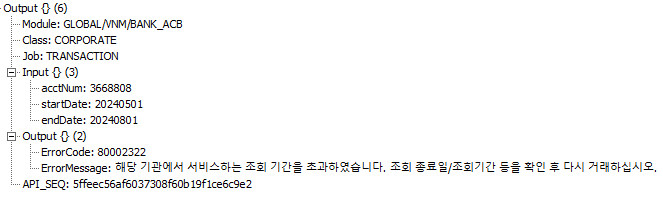 Output {} (6)
Module: GLOBAL/VNM/BANK_ACB
Class: CORPORATE
Job: TRANSACTION
Input {} (3)
acctNum: 3668808
startDate: 20240501
endDate: 20240801
Output {} (2)
ErrorCode: 80002322
ErrorMessage: 해당 기관에서 서비스하는 조회 기간을 초과하였습니다. 조회 종료일/조회기간 등을 확인 후 다시 거래하십시오.
API_SEQ: 5ffeec56af6037308f60b19f1ce6c9e2